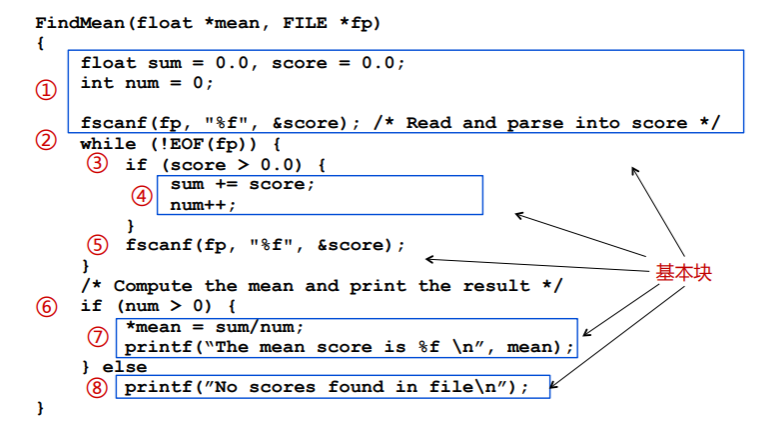 FindMean(float *mean, FILE *fp)
{
float sum = 0.0, score = 0.0;
① int num = 0;
fscanf(fp, "%f", &score); /* Read and parse into score */
② while (!EOF(fp)) {
③ if (score > 0.0) {
sum += score;
④ num++;
}
⑤ fscanf(fp, "%f", &score);
}
基本块
/* Compute the mean and print the result */
⑥ if (num > 0) {
*mean = sum/num;
⑦ printf(“The mean score is %f \n”, mean);
} else
⑧ printf(”No scores found in file\n”);
}